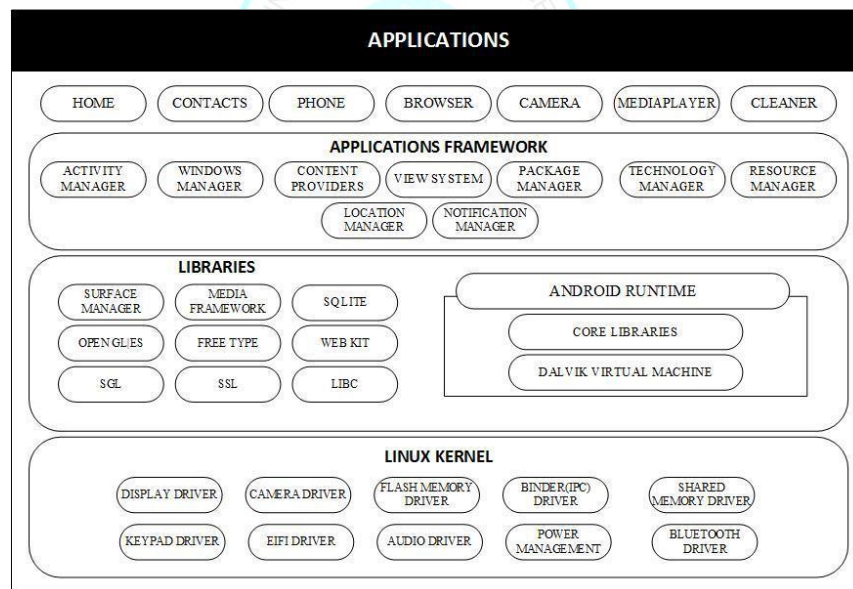 APPLICATIONS
HOME
CONTACTS
PHONE
BROWSER
CAMERA
MEDIAPLAYER
CLEANER
APPLICATIONS FRAMEWORK
ACTIVITY
MANAGER
WINDOWS
MANAGER
CONTENT
PROVIDERS
VIEW SYSTEM
PACKAGE
MANAGER
TECHNOLOGY
MANAGER
RESOURCE
MANAGER
LOCATION
MANAGER
NOTIFICATION
MANAGER
LIBRARIES
SURFACE
MANAGER
MEDIA
FRAMEWORK
SQLITE
OPEN GL|ES
FREE TYPE
WEB KIT
SGL
SSL
LIBC
ANDROID RUNTIME
CORE LIBRARIES
DALVIK VIRTUAL MACHINE
LINUX KERNEL
DISPLAY DRIVER
CAMERA DRIVER
FLASH MEMORY
DRIVER
BINDER(IPC)
DRIVER
SHARED
MEMORY DRIVER
KEYPAD DRIVER
EIFI DRIVER
AUDIO DRIVER
POWER
MANAGEMENT
BLUETOOTH
DRIVER